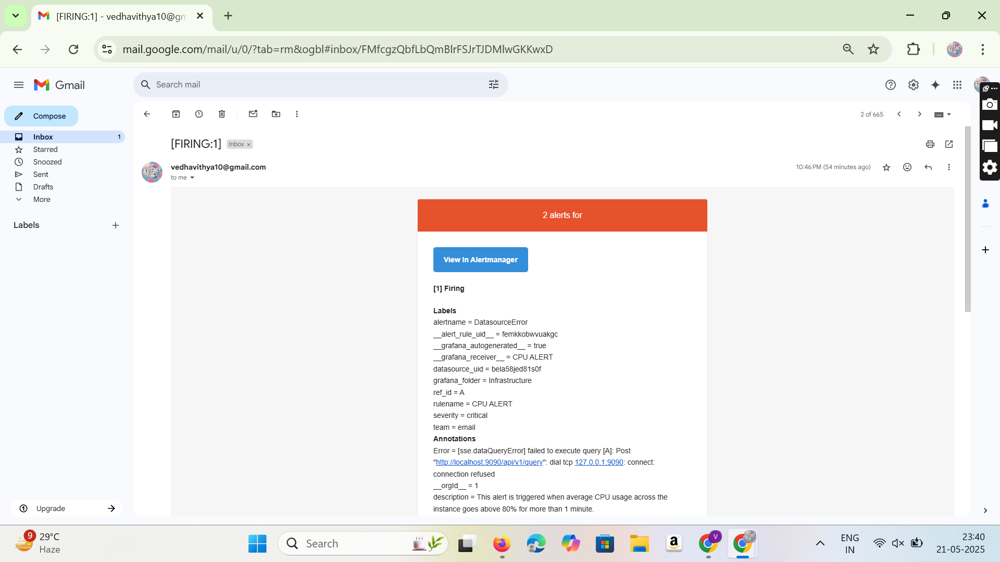 [FIRING:1] - vedhavithya10@gm
mail.google.com/mail/u/0/?tab=rm&ogbl#inbox/FMfcgzQbfLbQmBlrFSJrTJDMlwGKKwxD
Gmail
Search mail
Compose
2 of 665
Inbox
1
Starred
Snoozed
Sent
Drafts
More
Labels
Upgrade
[FIRING:1]
Inbox ×
vedhavithya10@gmail.com
10:46 PM (54 minutes ago)
to me
2 alerts for
View In Alertmanager
[1] Firing
Labels
alertname = DatasourceError
__alert_rule_uid__ = femkkobwvuakgc
__grafana_autogenerated__ = true
__grafana_receiver__ = CPU ALERT
datasource_uid = bela58jed81s0f
grafana_folder = Infrastructure
ref_id = A
rulename = CPU ALERT
severity = critical
team = email
Annotations
Error = [sse.dataQueryError] failed to execute query [A]: Post
"http://localhost:9090/api/v1/query": dial tcp 127.0.0.1:9090: connect:
connection refused
__orgId__ = 1
description = This alert is triggered when average CPU usage across the
instance goes above 80% for more than 1 minute.
9
29°C
Haze
Search
a
V
ENG
IN
23:40
21-05-2025